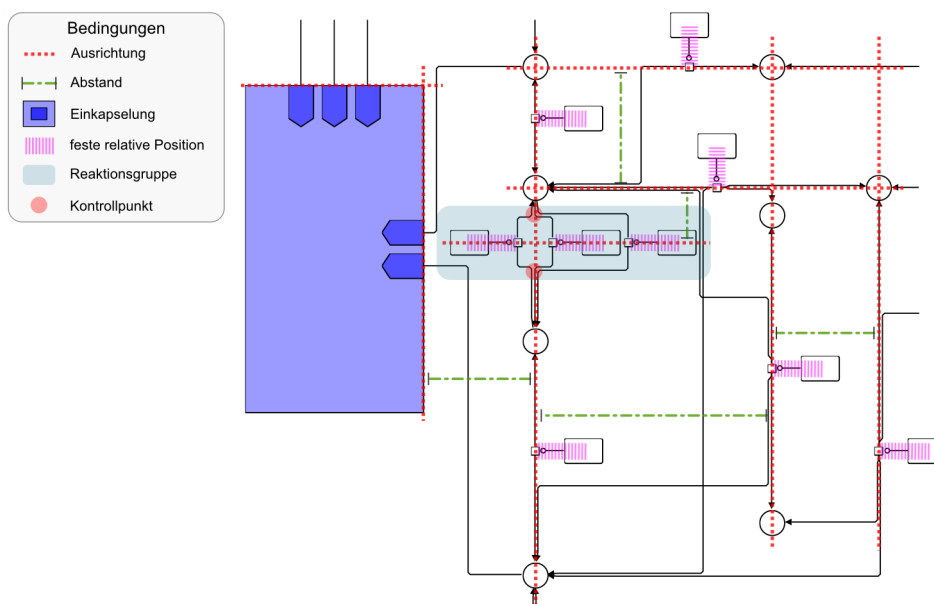 Bedingungen
Ausrichtung
Abstand
Einkapselung
feste relative Position
Reaktionsgruppe
Kontrollpunkt